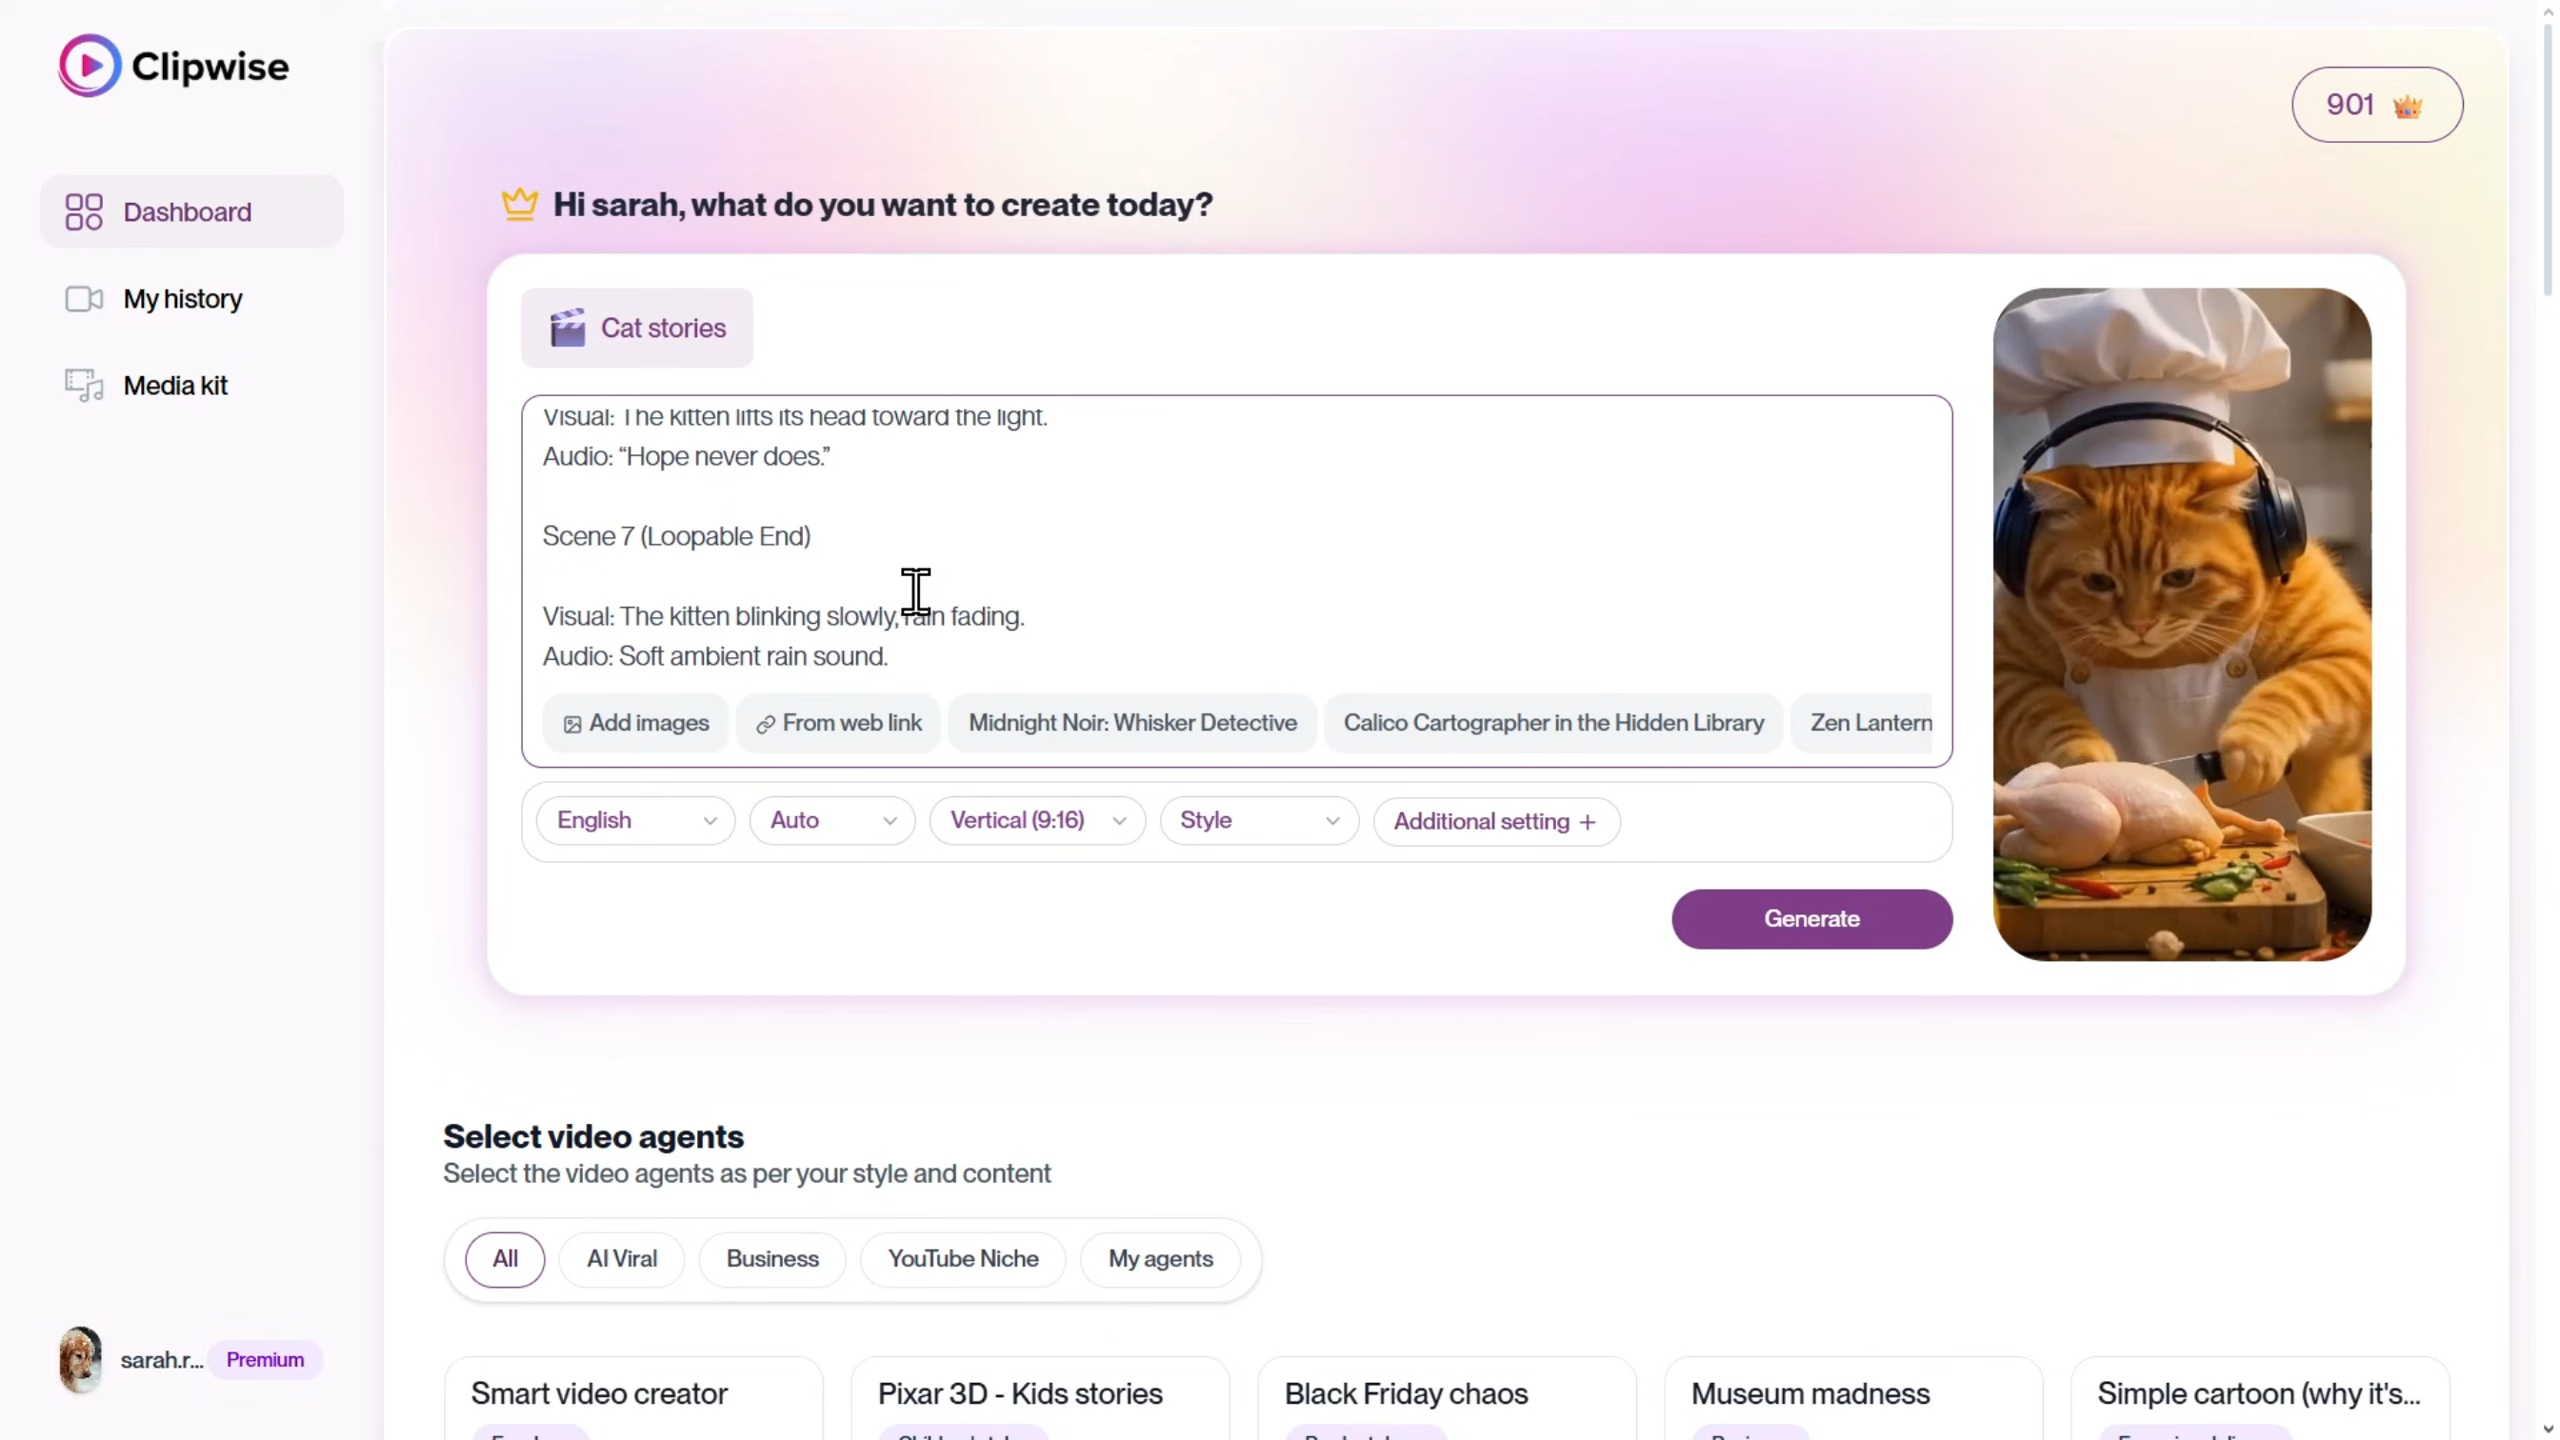 Clipwise
901
Dashboard
My history
Media kit
Hi sarah, what do you want to create today?
Cat stories
Visual: The kitten lifts its head toward the light.
Audio: “Hope never does.”
Scene 7 (Loopable End)
Visual: The kitten blinking slowly, rain fading.
Audio: Soft ambient rain sound.
Add images
From web link
Midnight Noir: Whisker Detective
Calico Cartographer in the Hidden Library
Zen Lantern
English
Auto
Vertical (9:16)
Style
Additional setting +
Generate
Select video agents
Select the video agents as per your style and content
All
AI Viral
Business
YouTube Niche
My agents
sarah.r...
Premium
Smart video creator
Pixar 3D - Kids stories
Black Friday chaos
Museum madness
Simple cartoon (why it's...